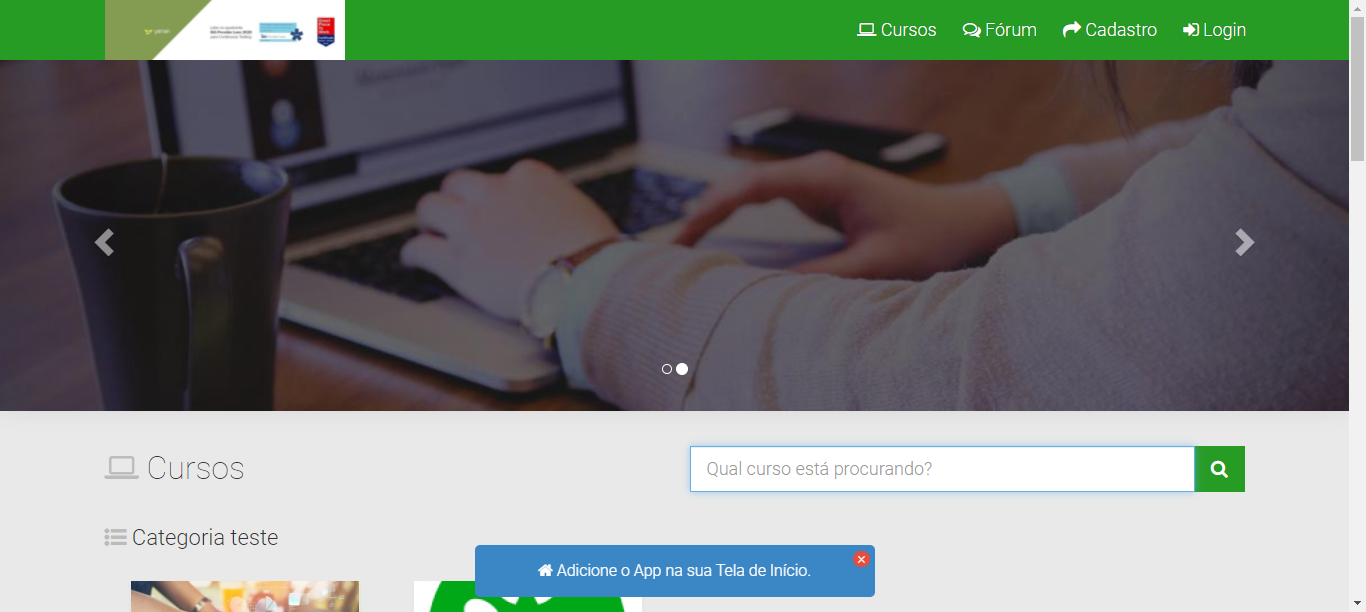 Cursos
Fórum
Cadastro
Login
Cursos
Qual curso está procurando?
Categoria teste
Adicione o App na sua Tela de Início.